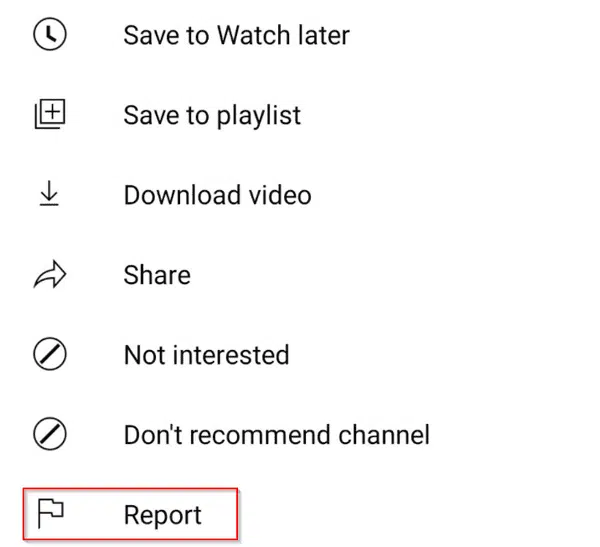 Save to Watch later
Save to playlist
Download video
Share
Not interested
Don't recommend channel
Report